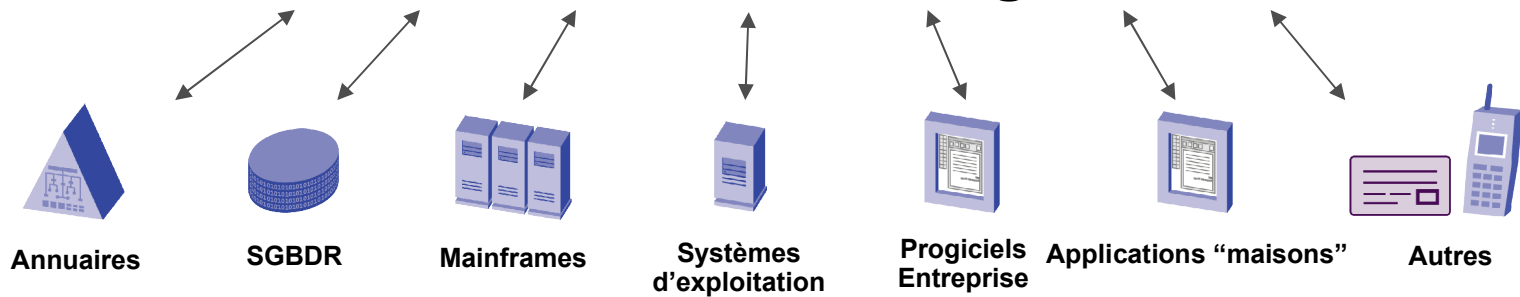 Annuaires
SGBDR
Mainframes
Systèmes
d’exploitation
Progiciels
Entreprise
Applications “maisons”
Autres